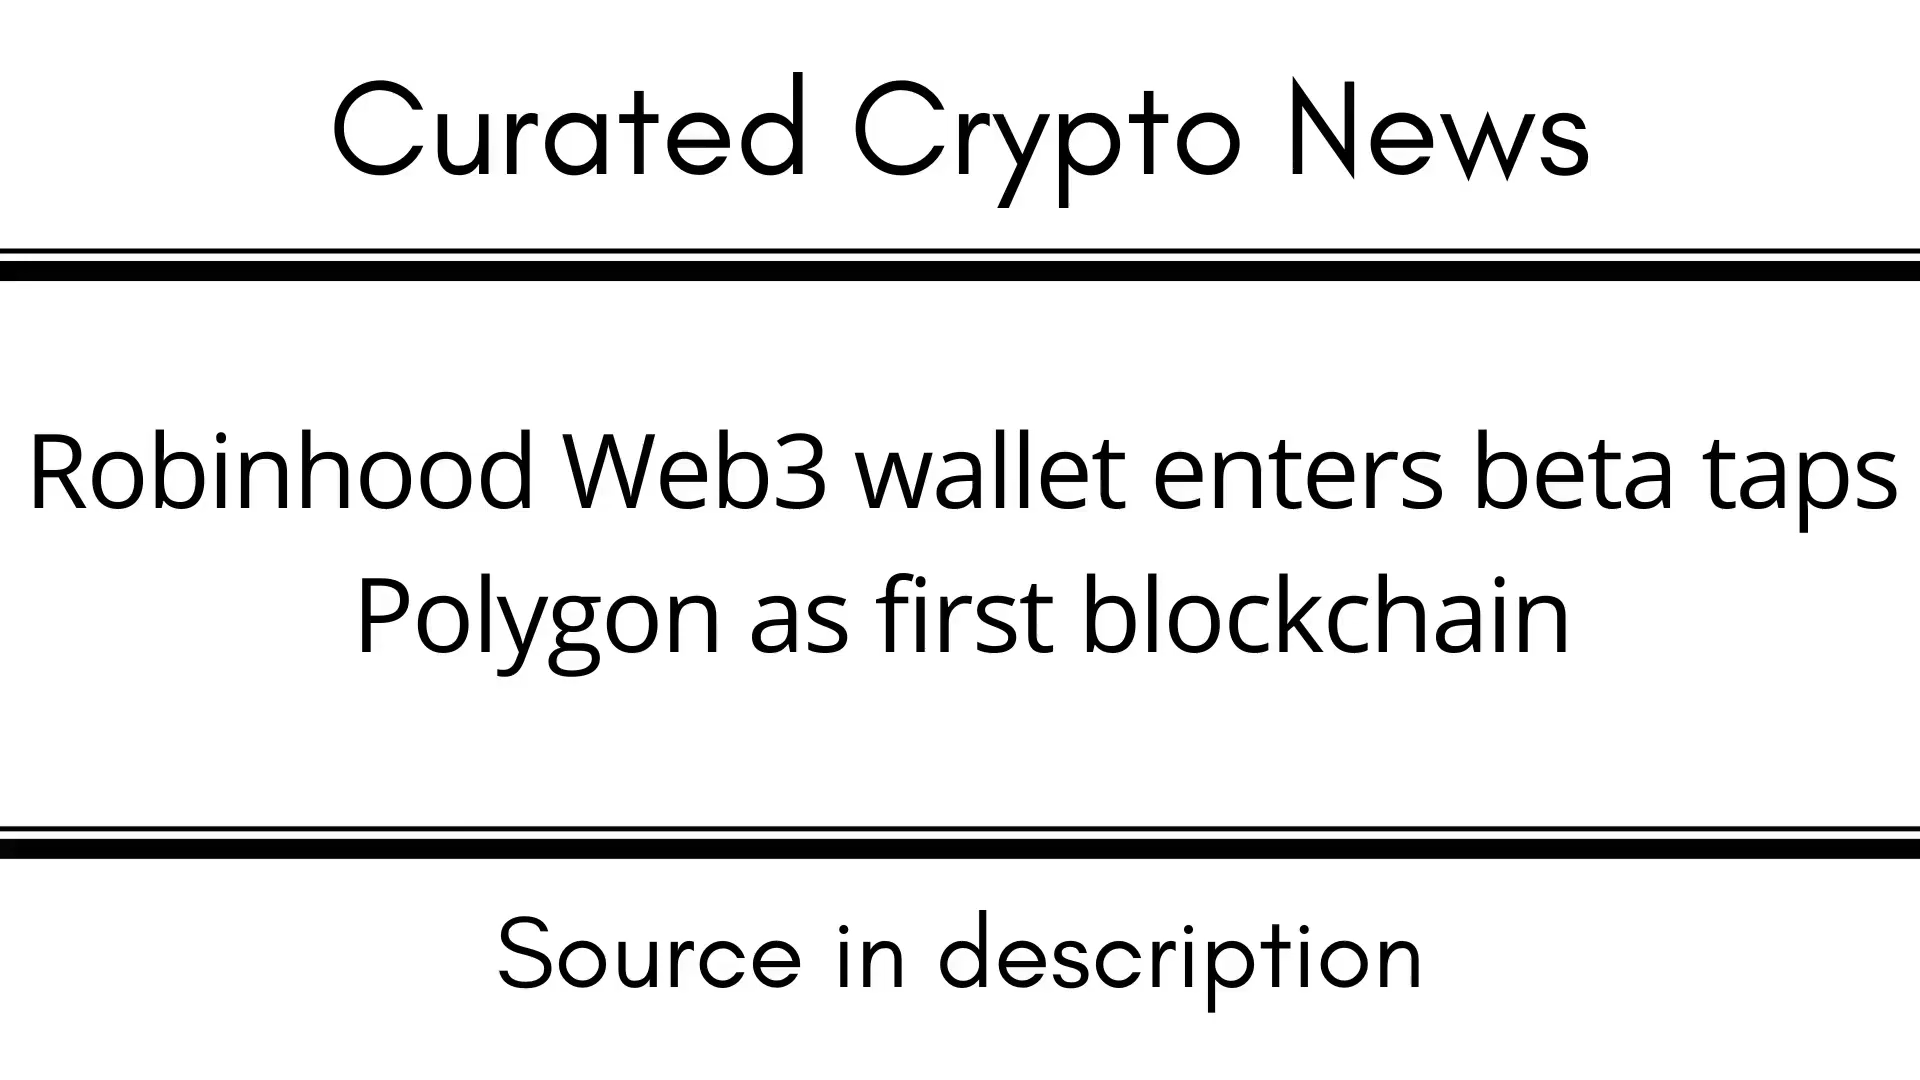 Curated Crypto News
Robinhood Web3 wallet enters beta taps
Polygon as first blockchain
Source in description